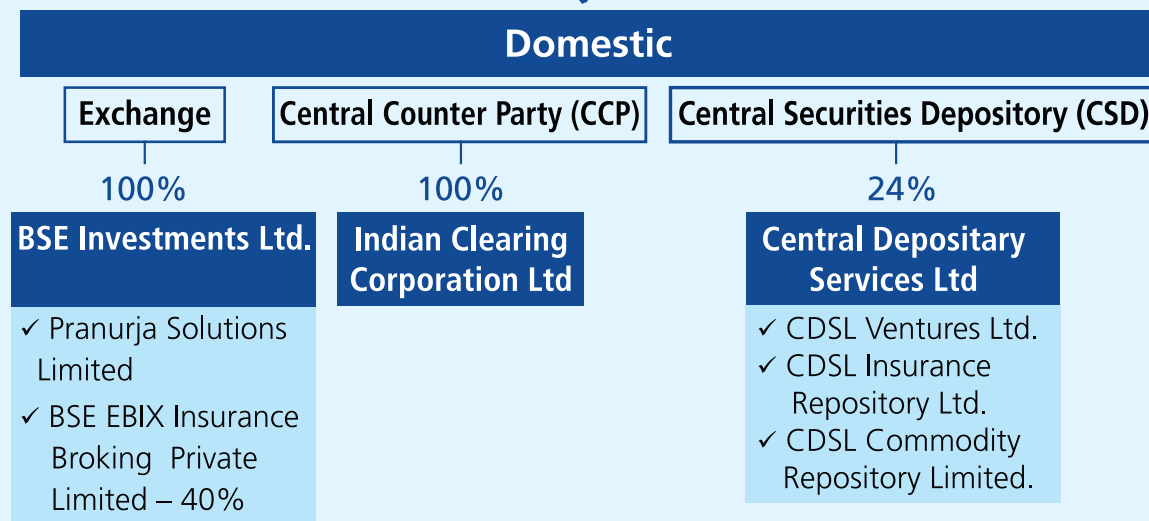 Domestic
Exchange
100%
BSE Investments Ltd.
✓ Pranurja Solutions
Limited
✓ BSE EBIX Insurance
Broking Private
Limited – 40%
Central Counter Party (CCP)
100%
Indian Clearing
Corporation Ltd
Central Securities Depository (CSD)
24%
Central Depositary
Services Ltd
✓ CDSL Ventures Ltd.
✓ CDSL Insurance
Repository Ltd.
✓ CDSL Commodity
Repository Limited.